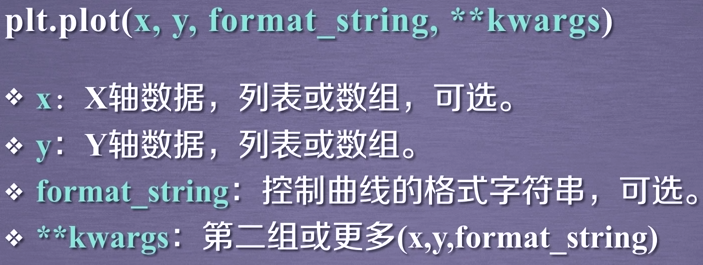 plt.plot(x, y, format_string, **kwargs)
❖ x：X轴数据，列表或数组，可选。
❖ y：Y轴数据，列表或数组。
❖ format_string：控制曲线的格式字符串，可选。
❖ **kwargs：第二组或更多(x,y,format_string)